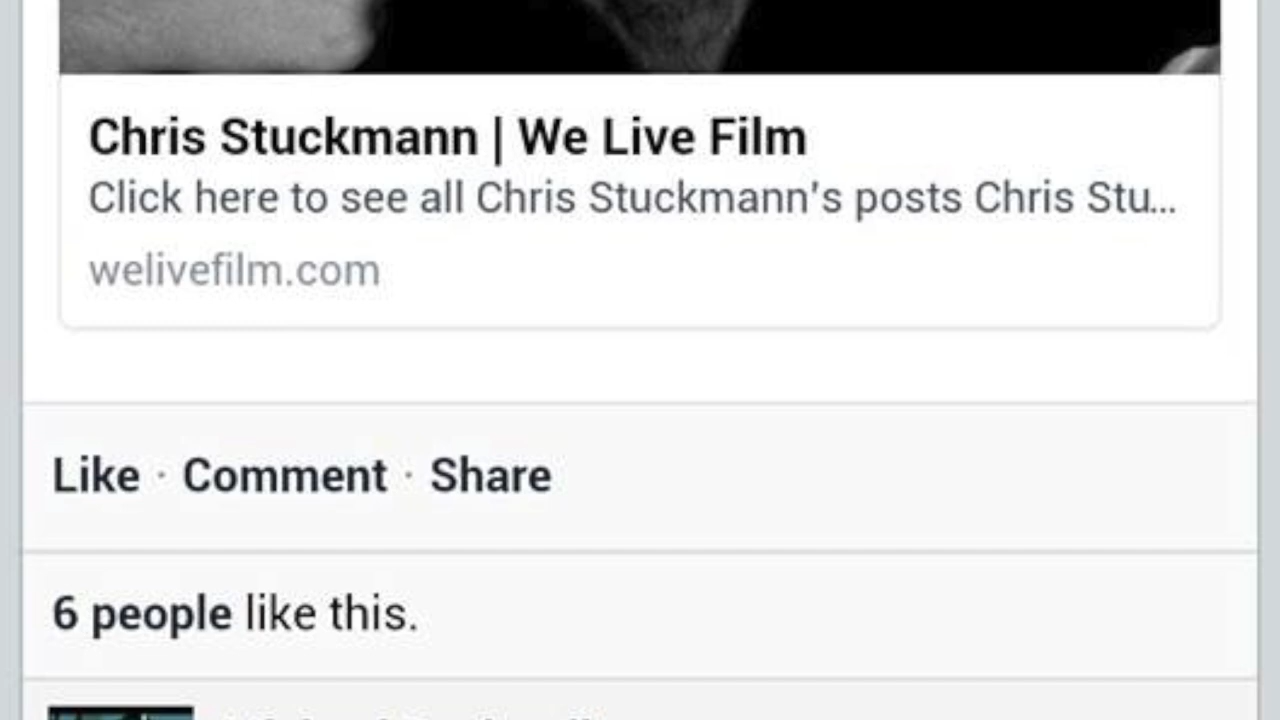 Chris Stuckmann | We Live Film
Click here to see all Chris Stuckmann's posts Chris Stu...
welivefilm.com
Like · Comment · Share
6 people like this.